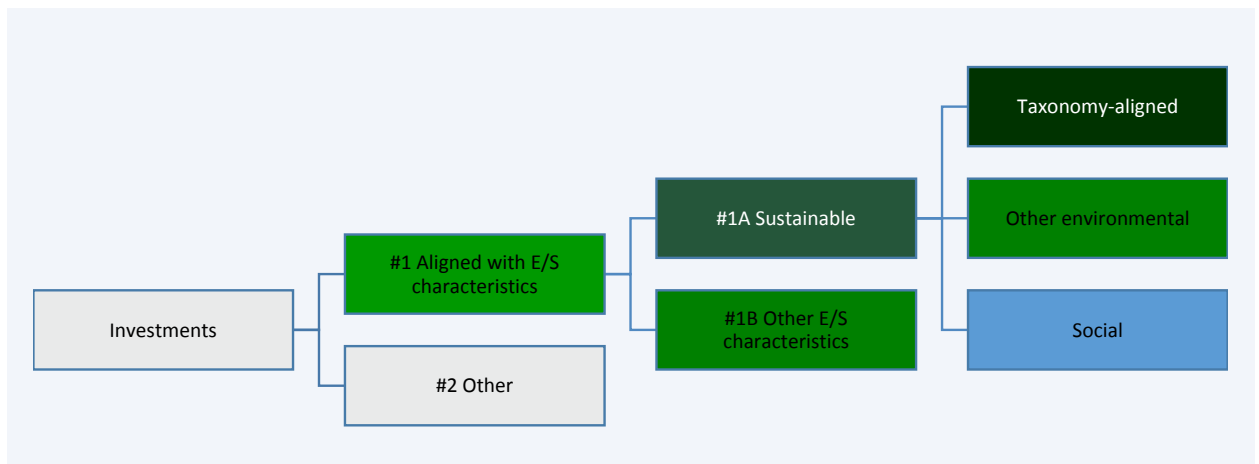 Investments
#1 Aligned with E/S
characteristics
#2 Other
#1A Sustainable
#1B Other E/S
characteristics
Taxonomy-aligned
Other environmental
Social